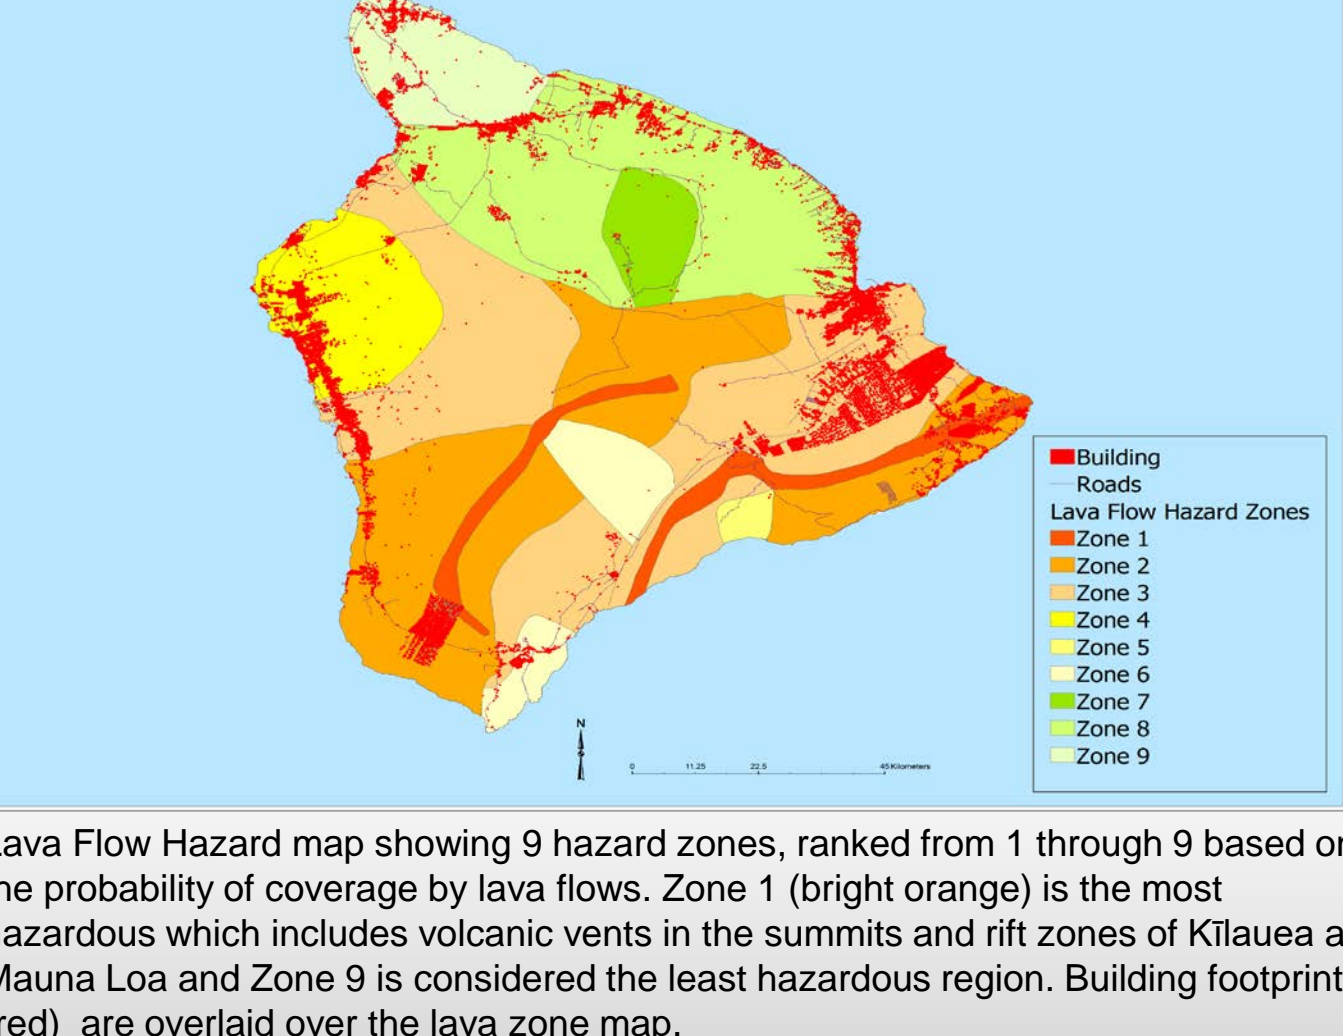 Building
Roads
Lava Flow Hazard Zones
Zone 1
Zone 2
Zone 3
Zone 4
Zone 5
Zone 6
Zone 7
Zone 8
Zone 9
N
0 11.25 22.5 45 Kilometers
Lava Flow Hazard map showing 9 hazard zones, ranked from 1 through 9 based on
he probability of coverage by lava flows. Zone 1 (bright orange) is the most
azardous which includes volcanic vents in the summits and rift zones of Kīlauea a
Mauna Loa and Zone 9 is considered the least hazardous region. Building footprint
red) are overlaid over the lava zone map.